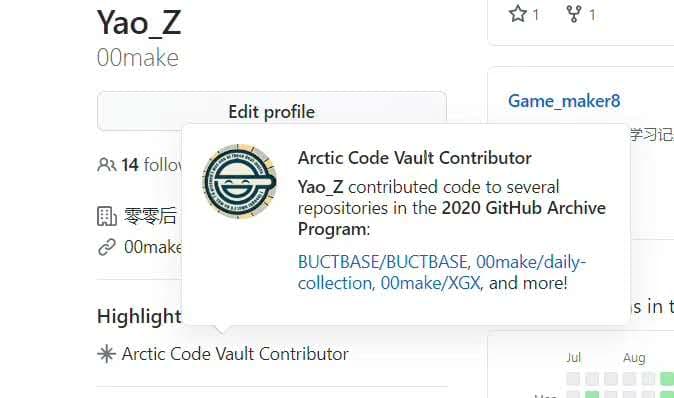 Yao_Z
00make
Edit profile
14 follow
零零后
00make
Highlight
Arctic Code Vault Contributor
Arctic Code Vault Contributor
Yao_Z contributed code to several
repositories in the 2020 GitHub Archive
Program:
BUCTBASE/BUCTBASE, 00make/daily-
collection, 00make/XGX, and more!
1 1
Game_maker8
学习记
ns in t
Jul Aug